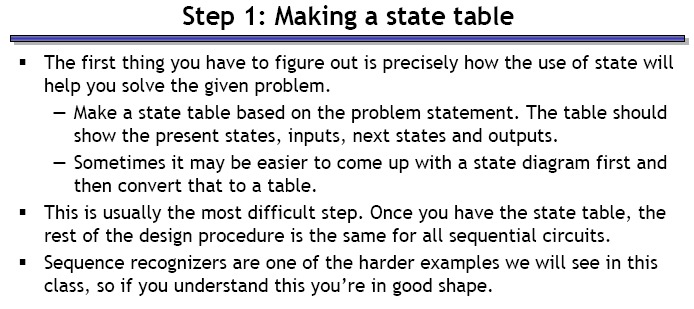 Step 1: Making a state table
▪ The first thing you have to figure out is precisely how the use of state will
help you solve the given problem.
— Make a state table based on the problem statement. The table should
show the present states, inputs, next states and outputs.
— Sometimes it may be easier to come up with a state diagram first and
then convert that to a table.
▪ This is usually the most difficult step. Once you have the state table, the
rest of the design procedure is the same for all sequential circuits.
▪ Sequence recognizers are one of the harder examples we will see in this
class, so if you understand this you’re in good shape.